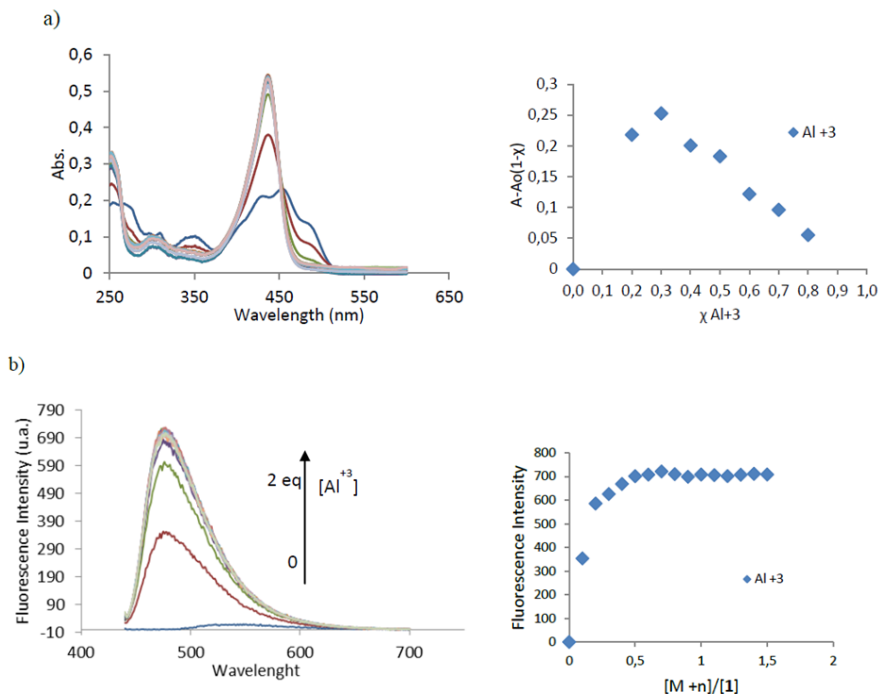 a)
0,6
0,5
0,4
0,3
0,2
0,1
0
Abs.
250 350 450 550 650
Wavelength (nm)
0,3
0,25
0,2
0,15
0,1
0,05
0
A-Ao(1-χ)
Al +3
0,0 0,1 0,2 0,3 0,4 0,5 0,6 0,7 0,8 0,9 1,0
χ Al+3
b)
790
690
590
490
390
290
190
90
-10
Fluorescence Intensity (u.a.)
2 eq
[Al+3]
0
400 500 600 700
Wavelenght
800
700
600
500
400
300
200
100
0
Fluorescence Intensity
Al +3
0 0,5 1 1,5 2
[M +n]/[1]